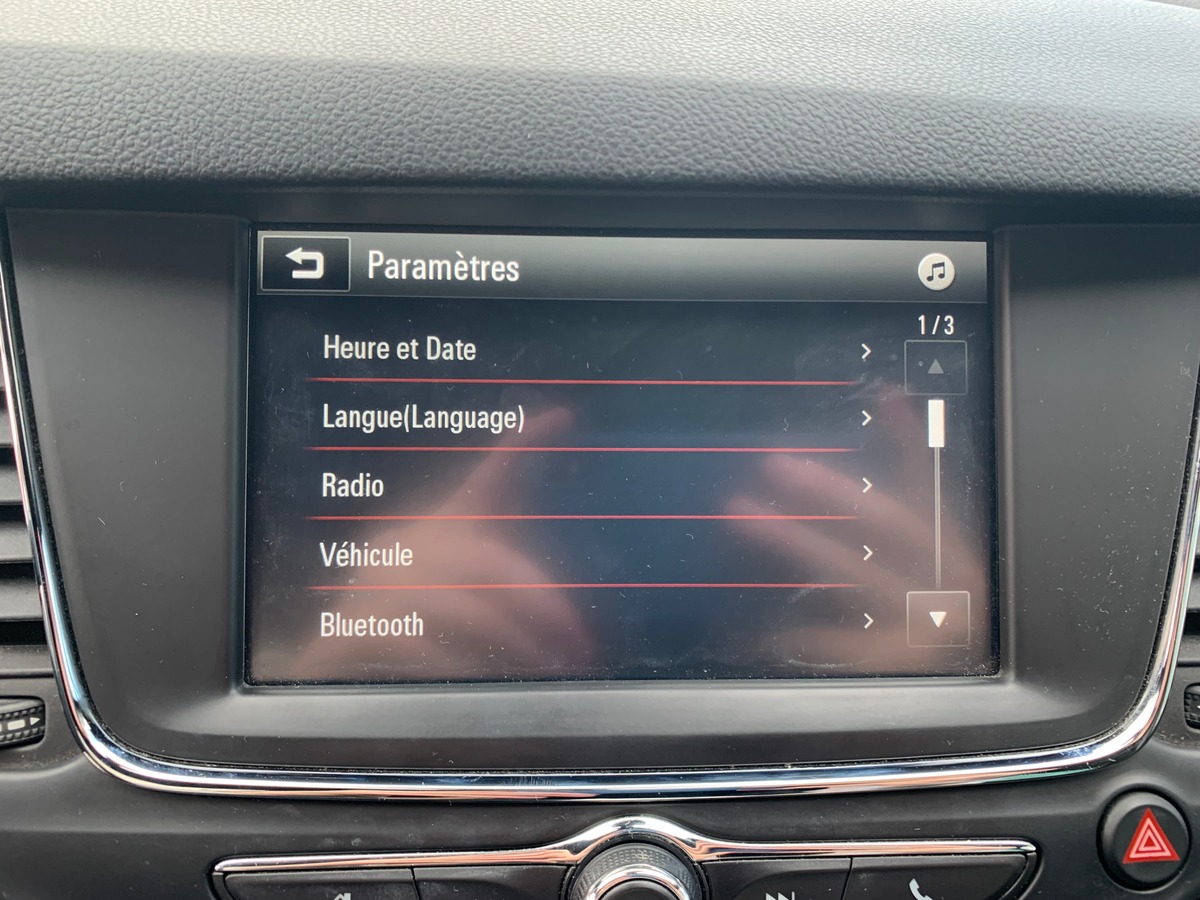 Paramètres
1/3
Heure et Date
Langue(Language)
Radio
Véhicule
Bluetooth